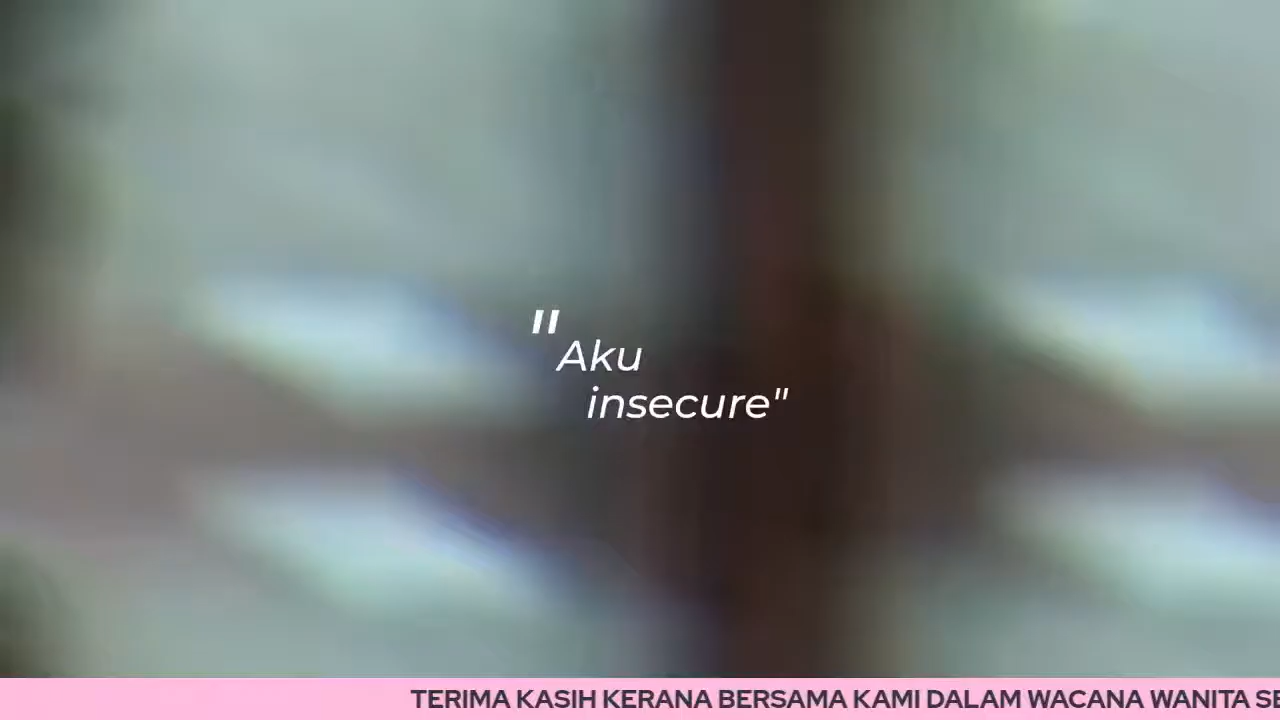 "Aku
insecure"
TERIMA KASIH KERANA BERSAMA KAMI DALAM WACANA WANITA